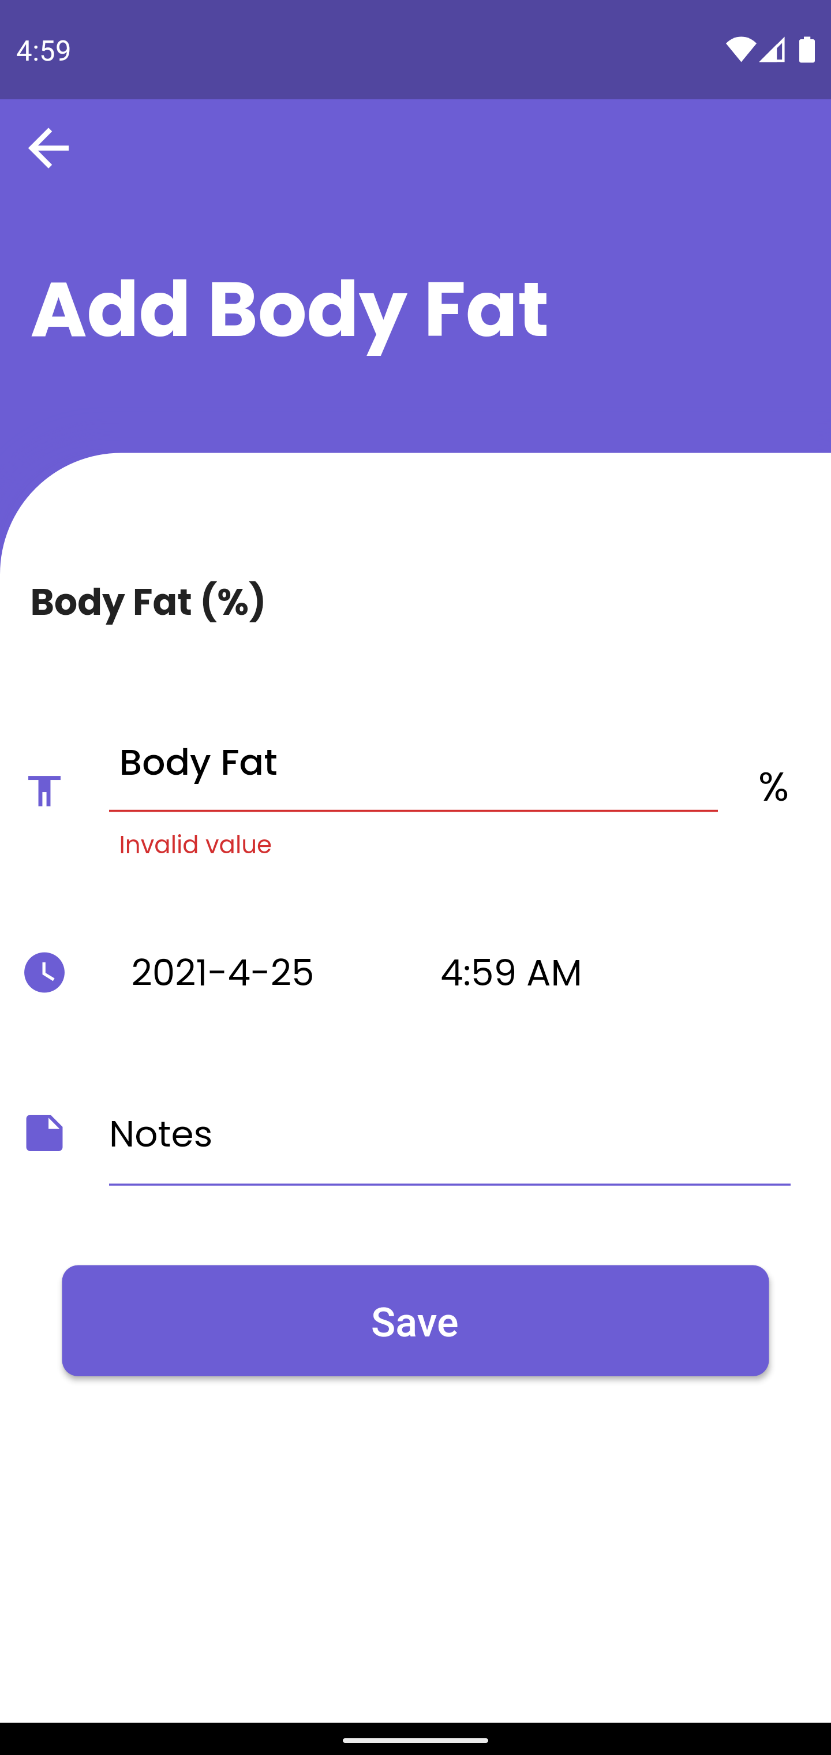 4:59
Add Body Fat
Body Fat (%)
Body Fat
%
Invalid value
2021-4-25 4:59 AM
Notes
Save